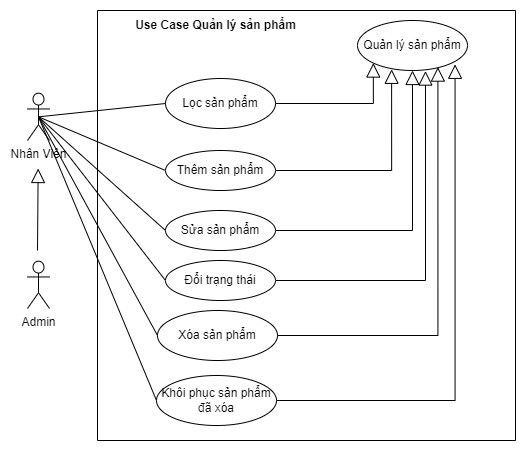 Use Case Quản lý sản phẩm
Quản lý sản phẩm
Lọc sản phẩm
Nhân Viên
Thêm sản phẩm
Sửa sản phẩm
Đổi trạng thái
Admin
Xóa sản phẩm
Khôi phục sản phẩm
đã xóa